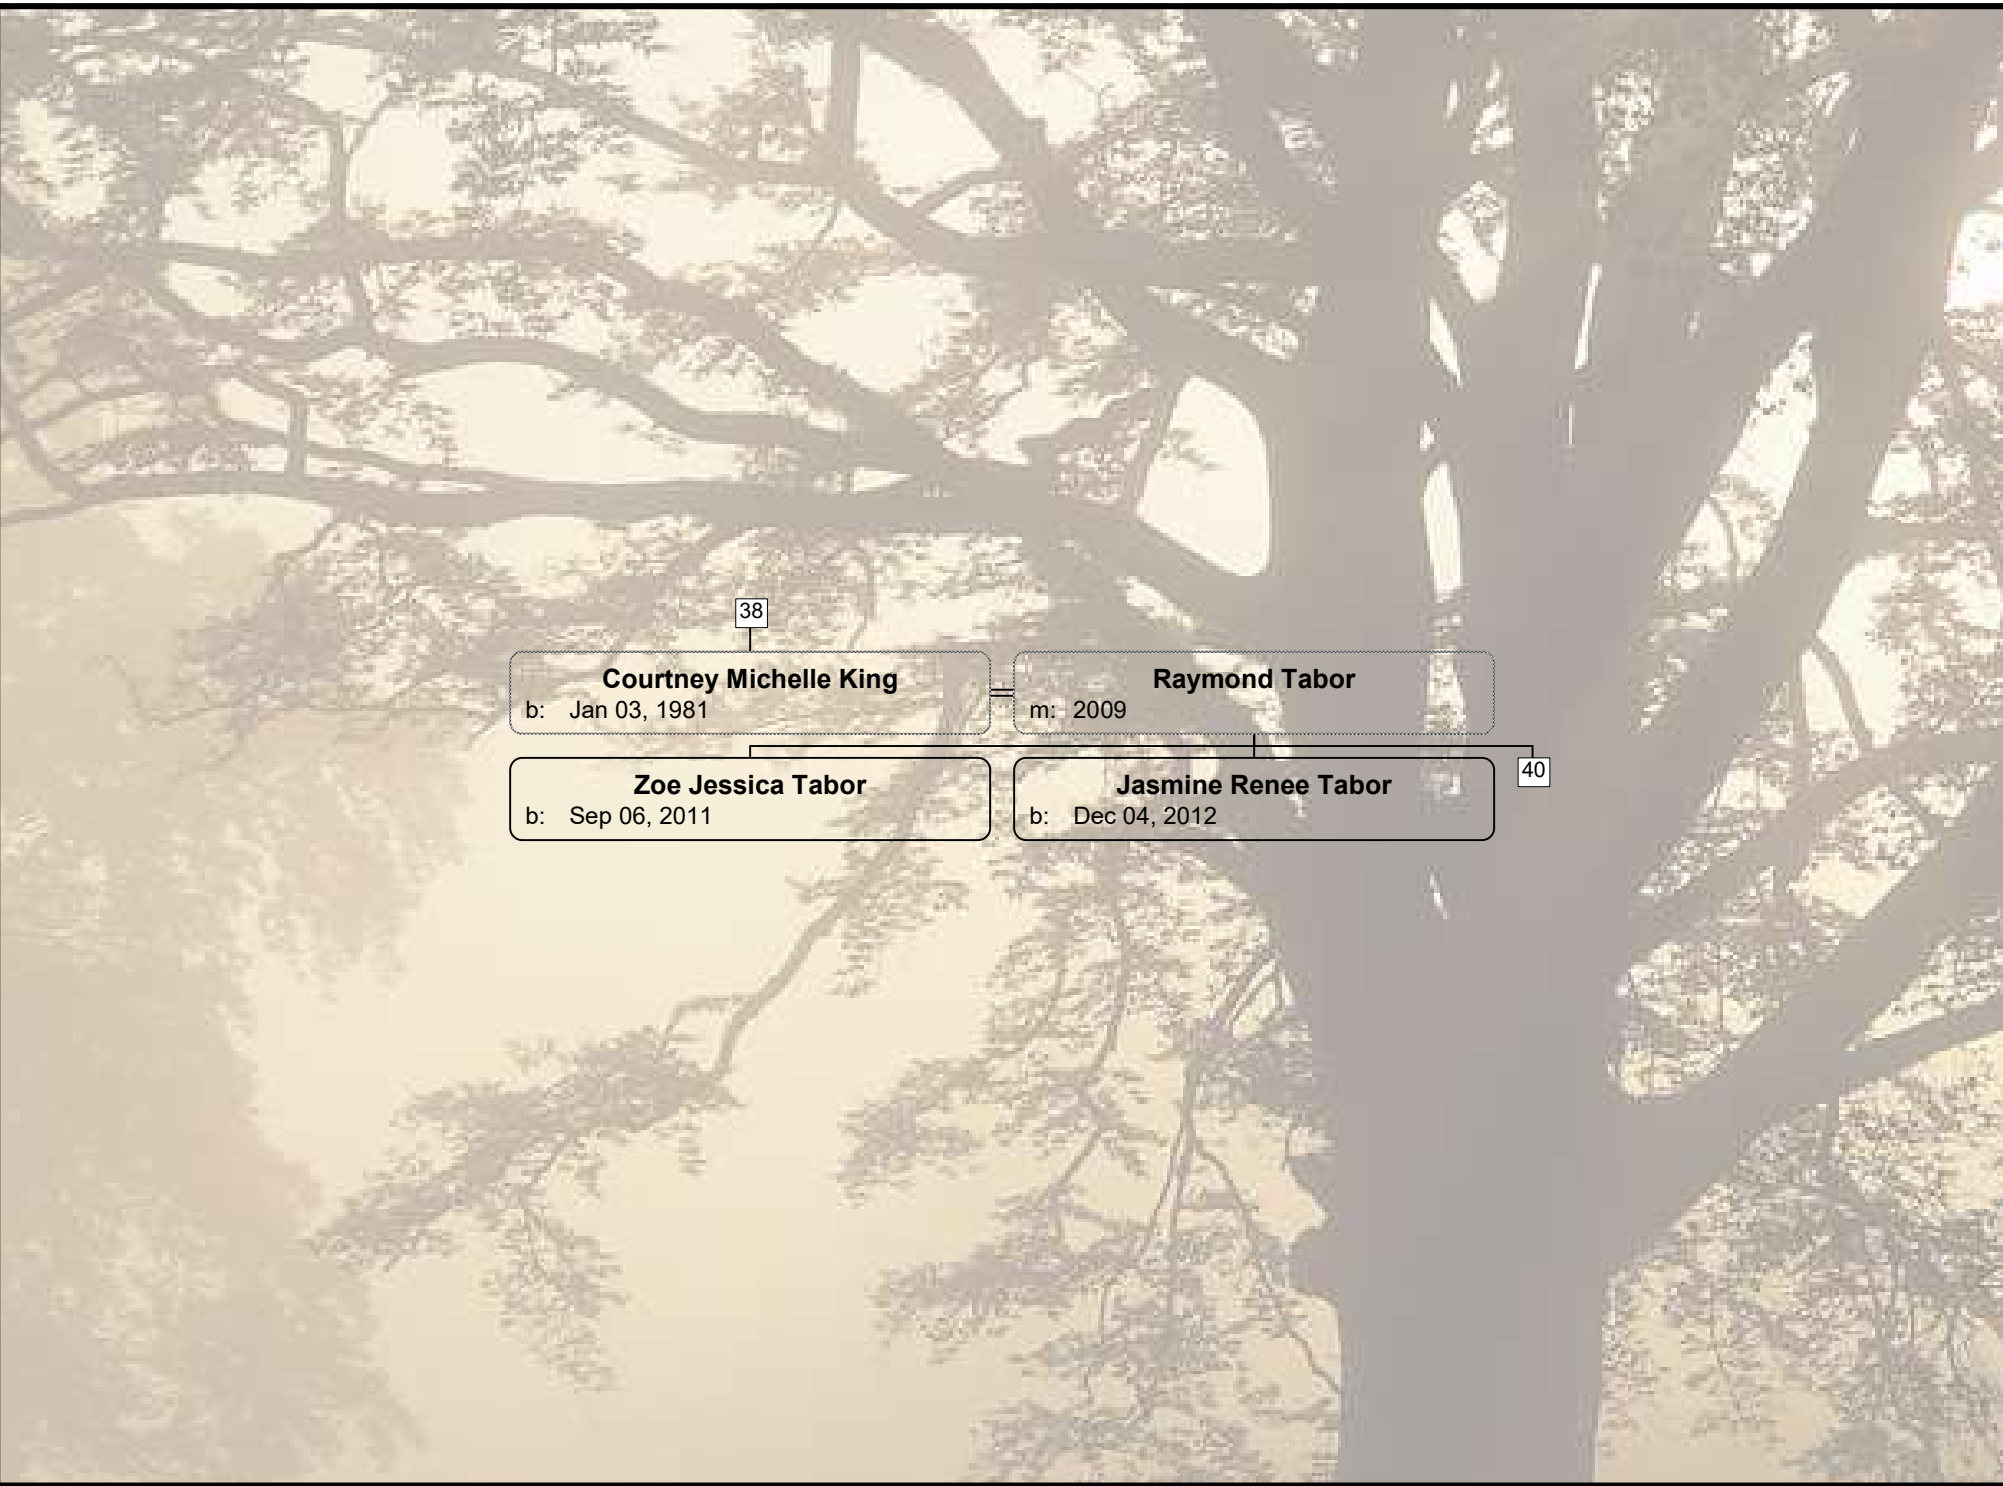 38
Courtney Michelle King
b: Jan 03, 1981
Raymond Tabor
m: 2009
Zoe Jessica Tabor
b: Sep 06, 2011
Jasmine Renee Tabor
b: Dec 04, 2012
40